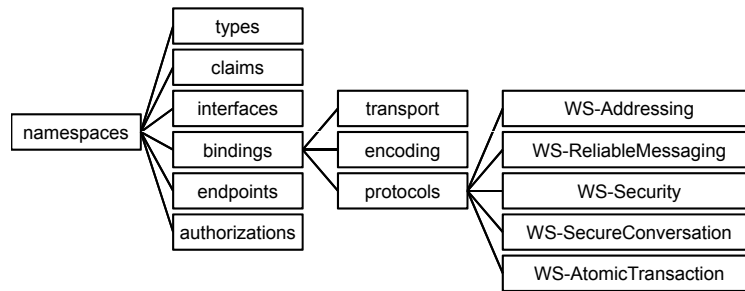 types
claims
namespaces
interfaces
bindings
endpoints
authorizations
transport
encoding
protocols
WS-Addressing
WS-ReliableMessaging
WS-Security
WS-SecureConversation
WS-AtomicTransaction